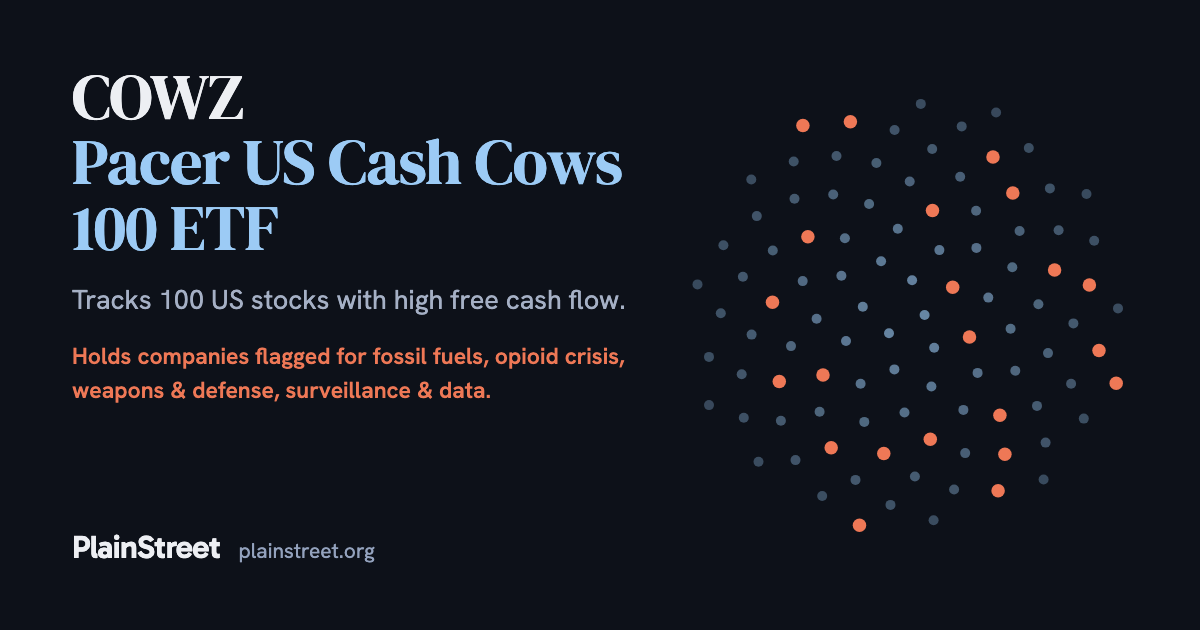 COWZ
Pacer US Cash Cows
100 ETF
Tracks 100 US stocks with high free cash flow.
Holds companies flagged for fossil fuels, opioid crisis,
weapons & defense, surveillance & data.
PlainStreet plainstreet.org